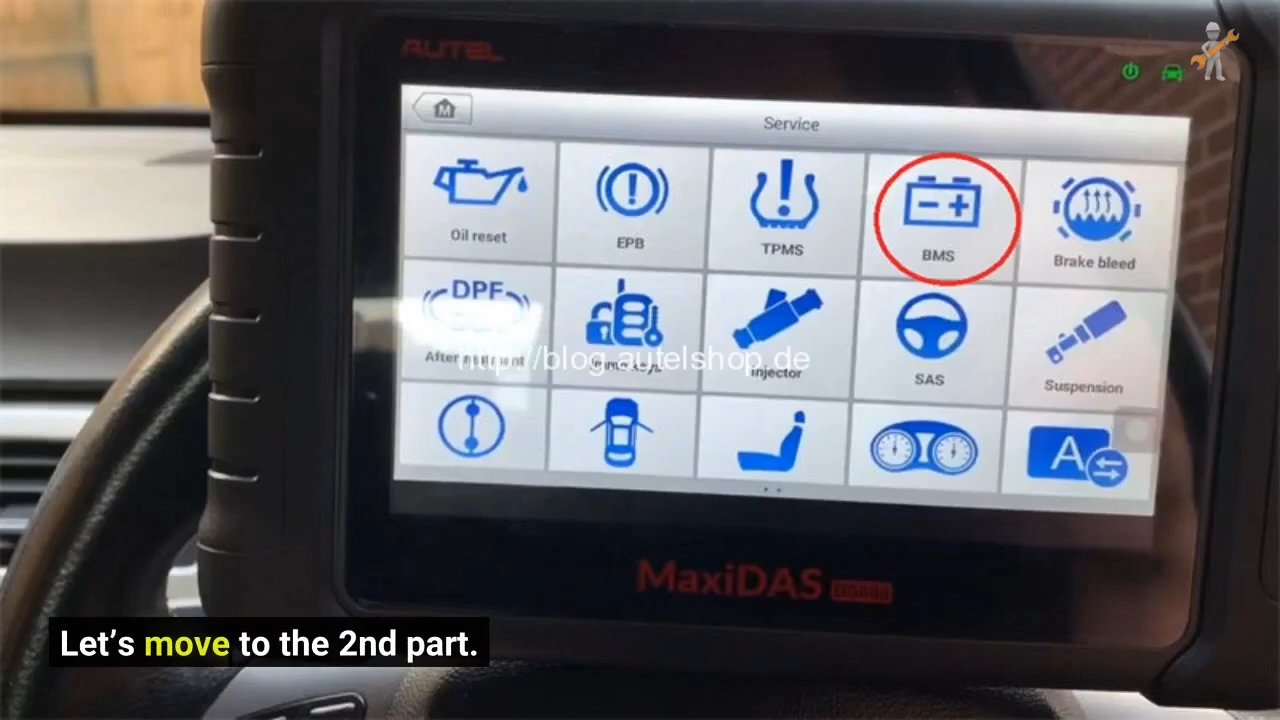 AUTEL
M
Service
Oil reset
EPB
TPMS
BMS
Brake bleed
DPF
http://blog.autelshop.de
Injector
SAS
Suspension
A
MaxiDAS
Let's move to the 2nd part.